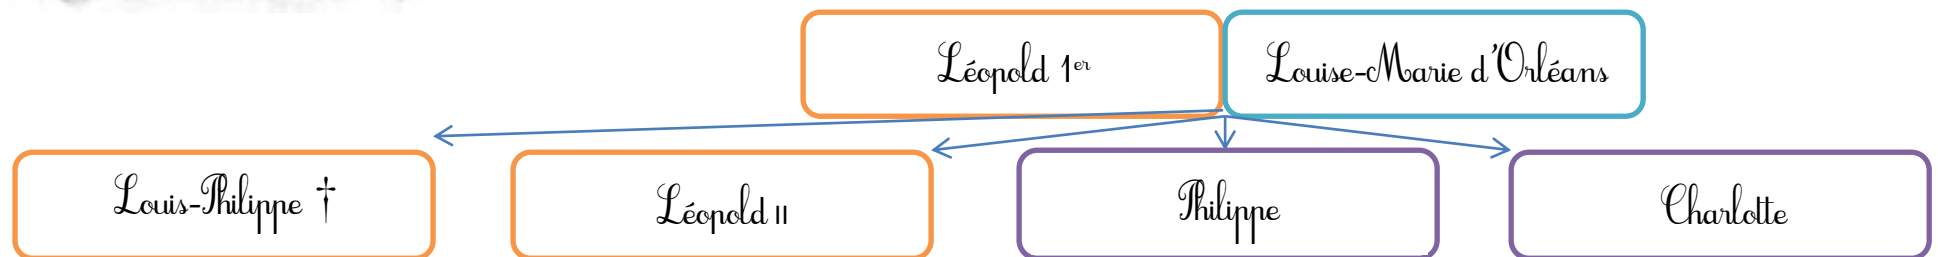 Léopold 1er
Louise-Marie d'Orléans
Louis-Philippe †
Léopold II
Philippe
Charlotte